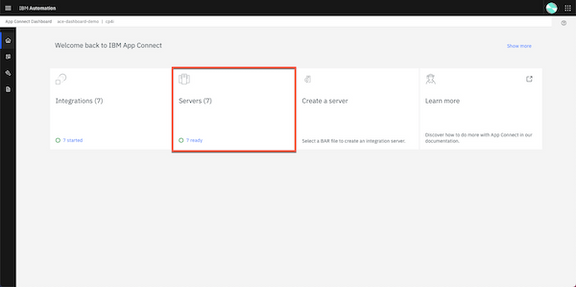 IBM Automation
App Connect Dashboard ace-dashboard-demo | cp4i
Welcome back to IBM App Connect
Show more
Integrations (7)
7 started
Servers (7)
7 ready
Create a server
Select a BAR file to create an integration server.
Learn more
Discover how to do more with App Connect in our
documentation.